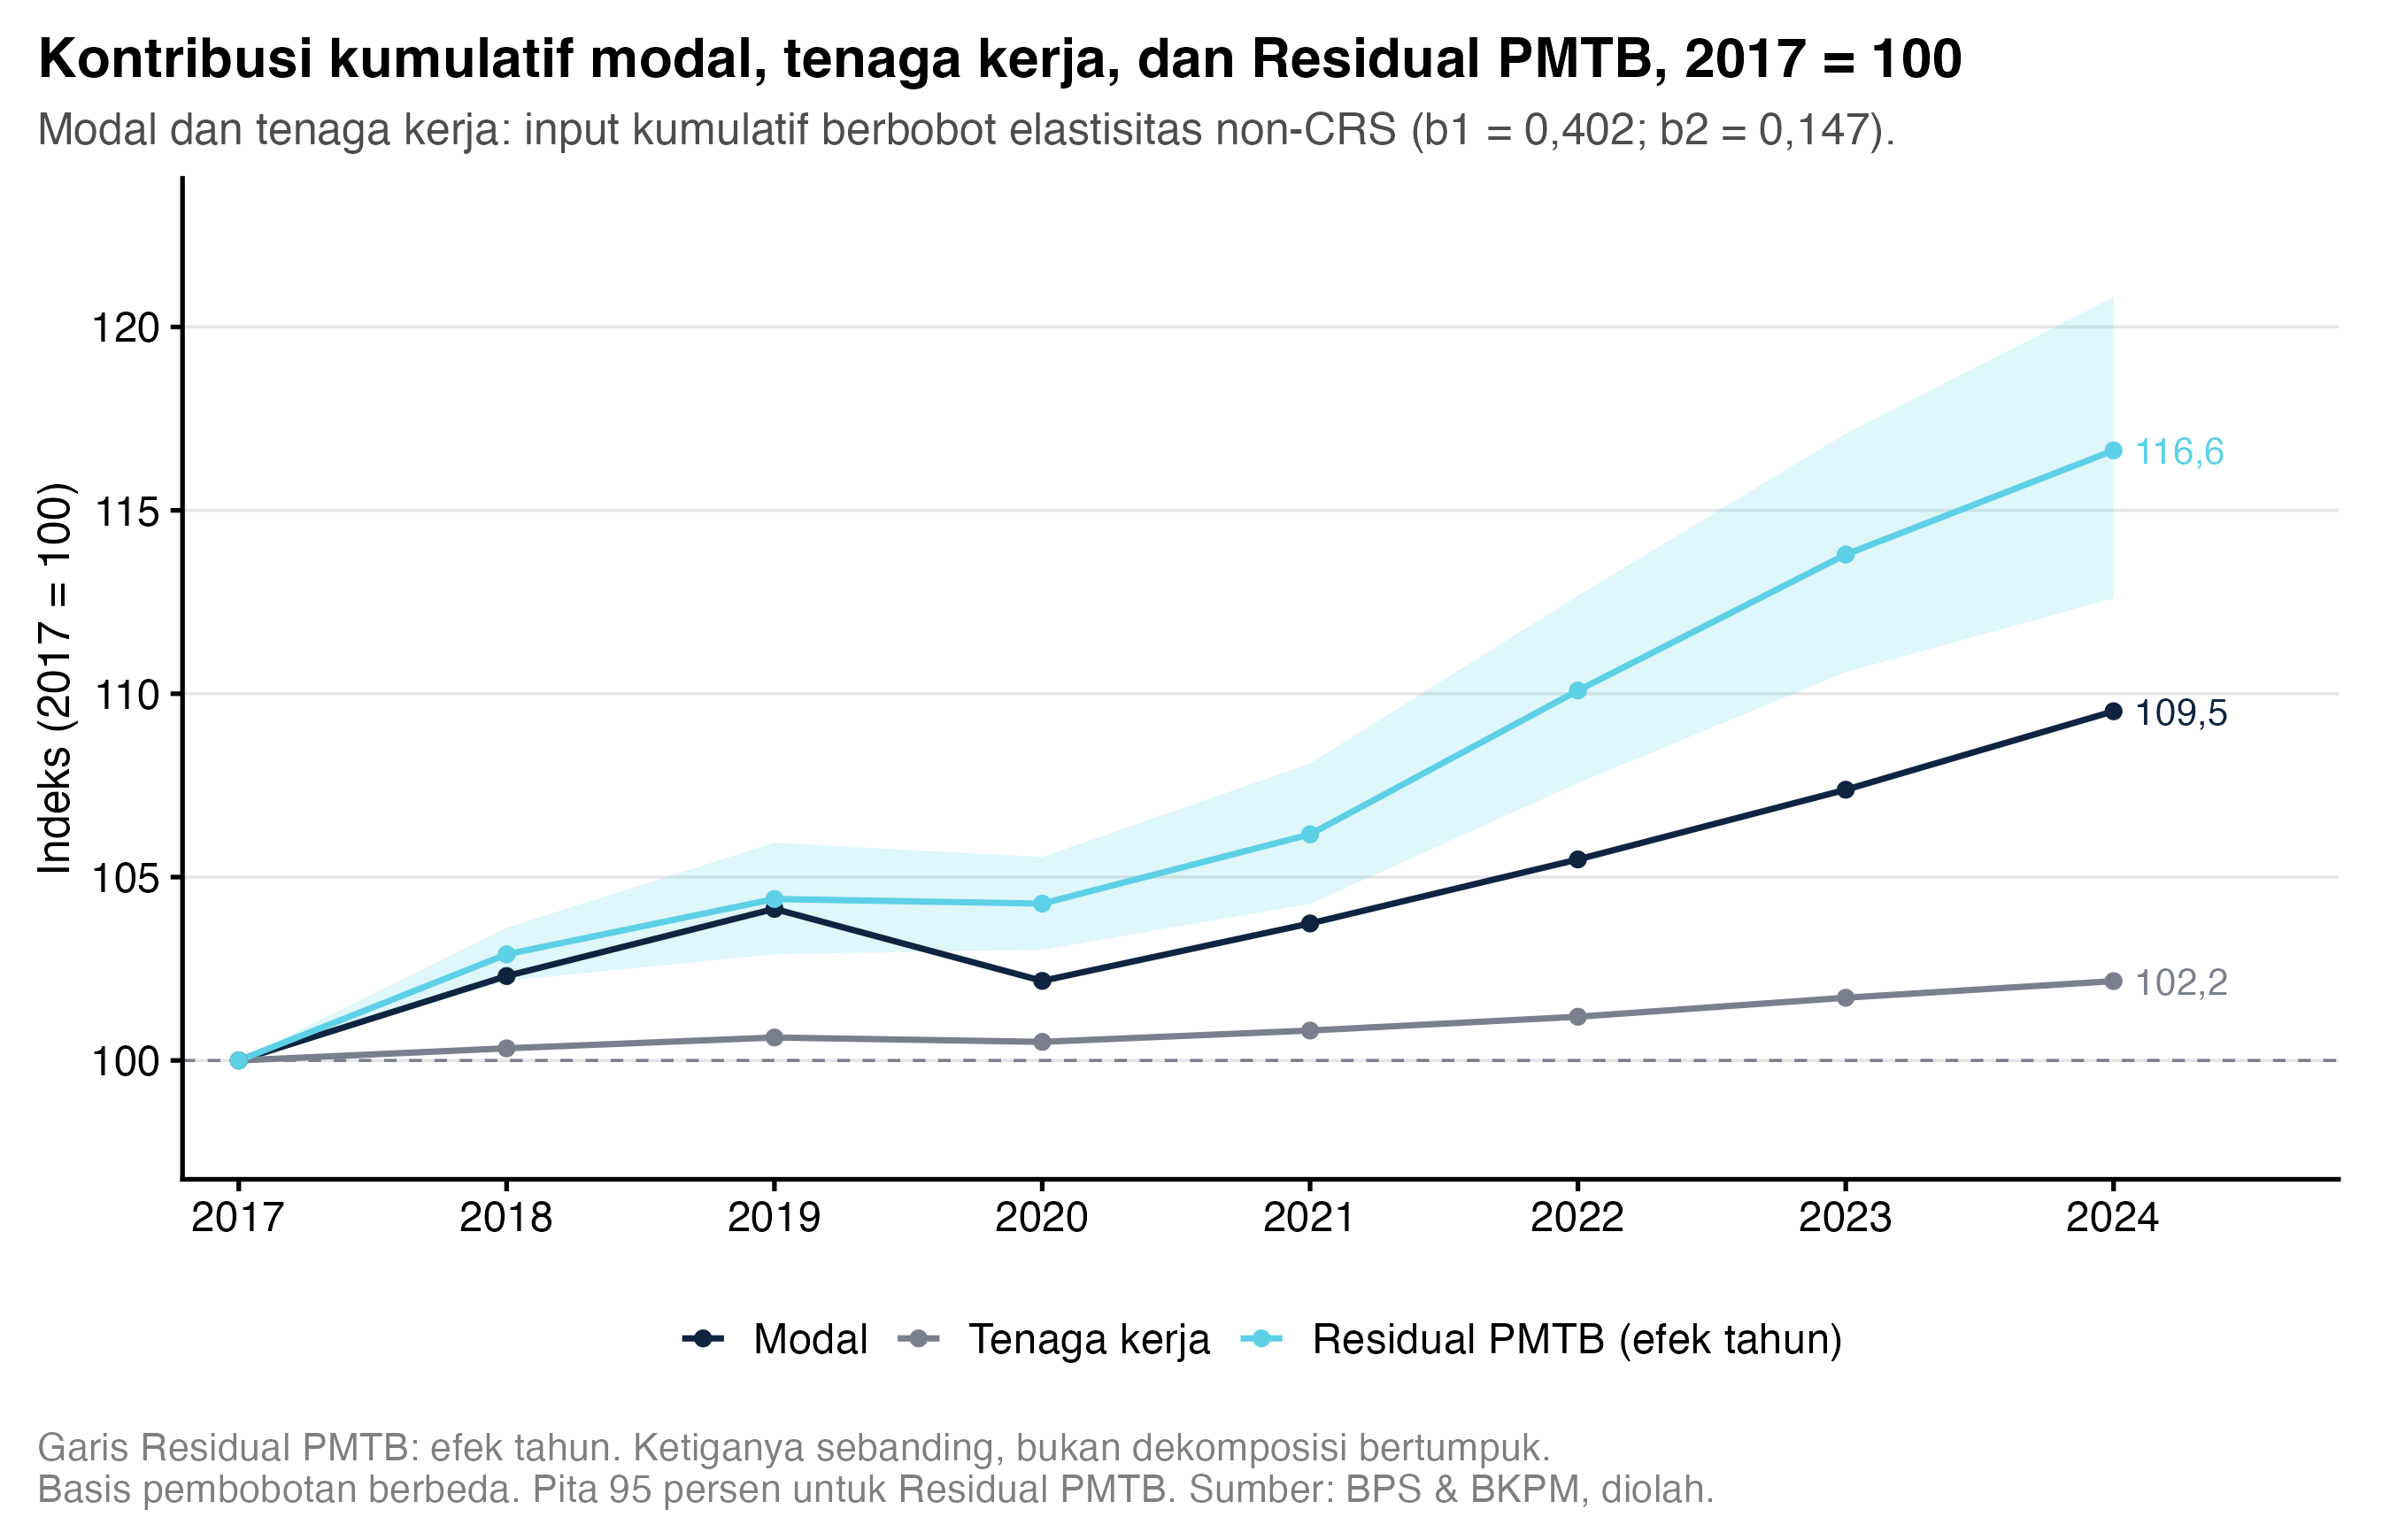 Kontribusi kumulatif modal, tenaga kerja, dan Residual PMTB, 2017 = 100
Modal dan tenaga kerja: input kumulatif berbobot elastisitas non-CRS (b1 = 0,402; b2 = 0,147).
Indeks (2017 = 100)
120
115
110
105
100
116,6
109,5
102,2
2017 2018 2019 2020 2021 2022 2023 2024
Modal Tenaga kerja Residual PMTB (efek tahun)
Garis Residual PMTB: efek tahun. Ketiganya sebanding, bukan dekomposisi bertumpuk.
Basis pembobotan berbeda. Pita 95 persen untuk Residual PMTB. Sumber: BPS & BKPM, diolah.